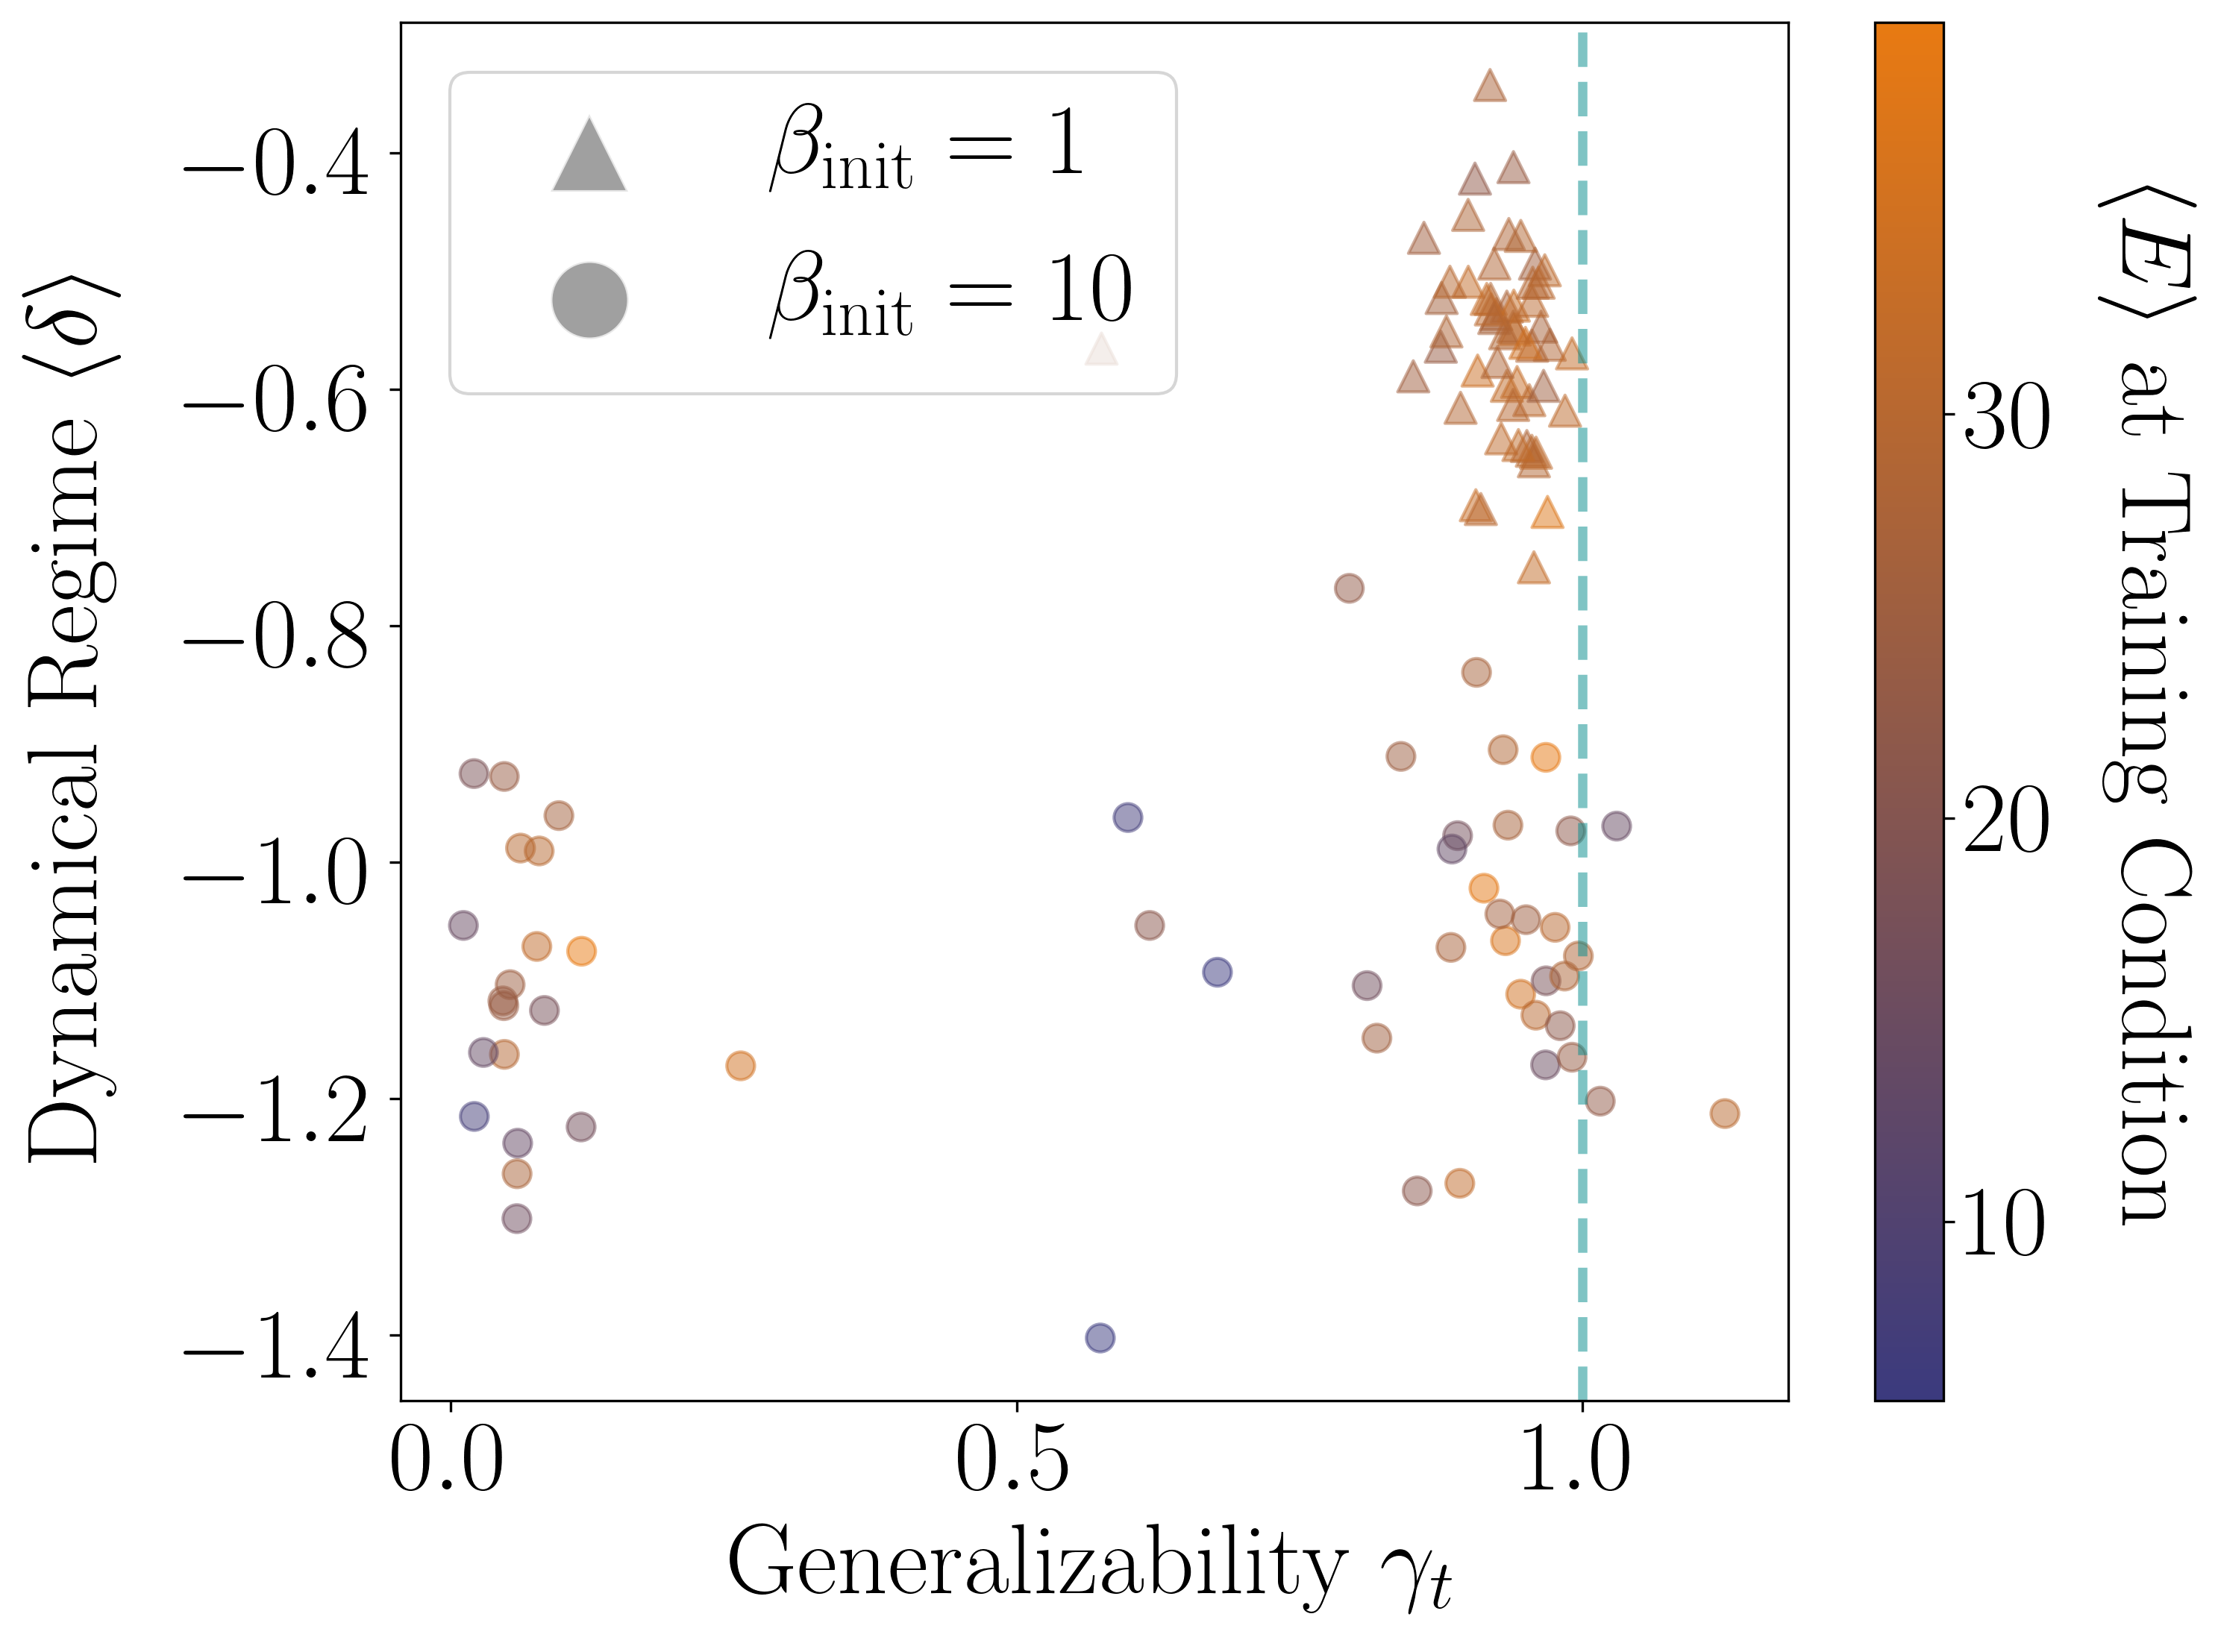 Dynamical Regime ⟨δ⟩
−0.4
−0.6
−0.8
−1.0
−1.2
−1.4
β_init = 1
β_init = 10
0.0
0.5
1.0
Generalizability γ_t
30
20
10
⟨E⟩ at Training Condition